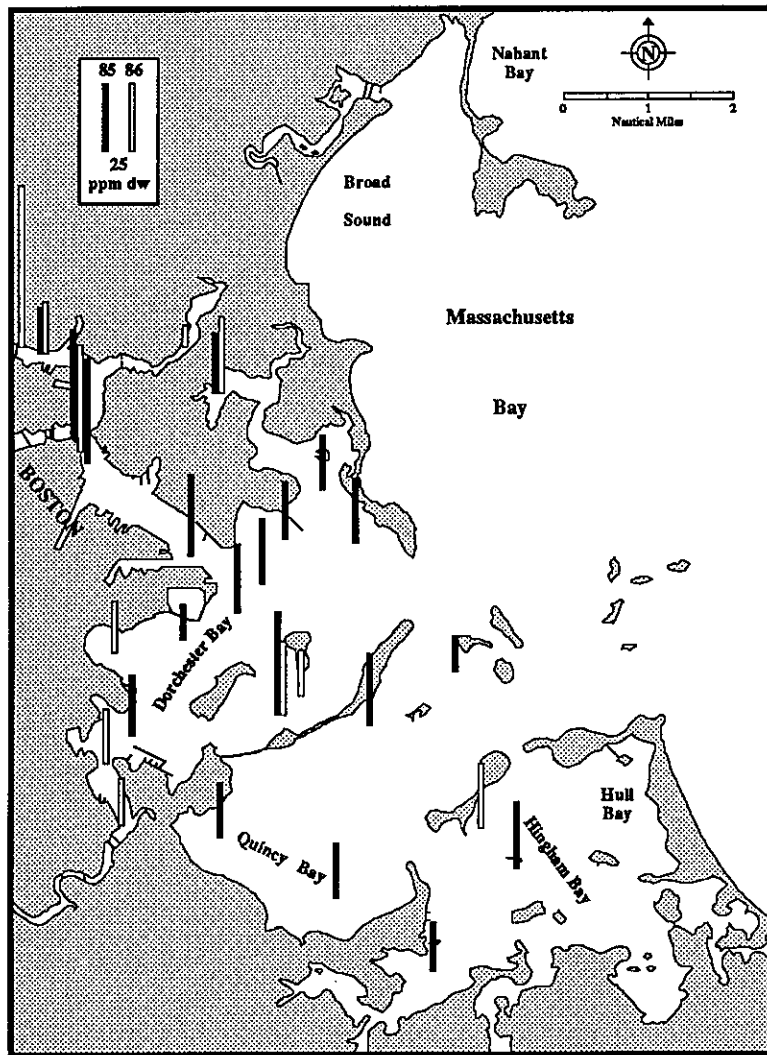 85 86
25
ppm dw
Nahant
Bay
N
0 1 2
Nautical Miles
Broad
Sound
Massachusetts
Bay
BOSTON
Dorchester Bay
Quincy Bay
Hingham Bay
Hull
Bay